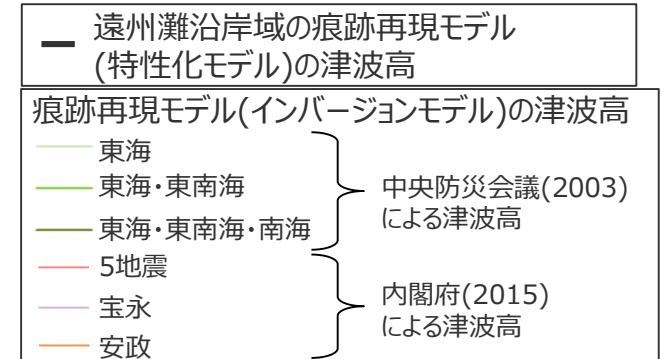 遠州灘沿岸域の痕跡再現モデル
(特性化モデル)の津波高
痕跡再現モデル(インバージョンモデル)の津波高
東海
東海・東南海
東海・東南海・南海
中央防災会議(2003)
による津波高
5地震
宝永
安政
内閣府(2015)
による津波高